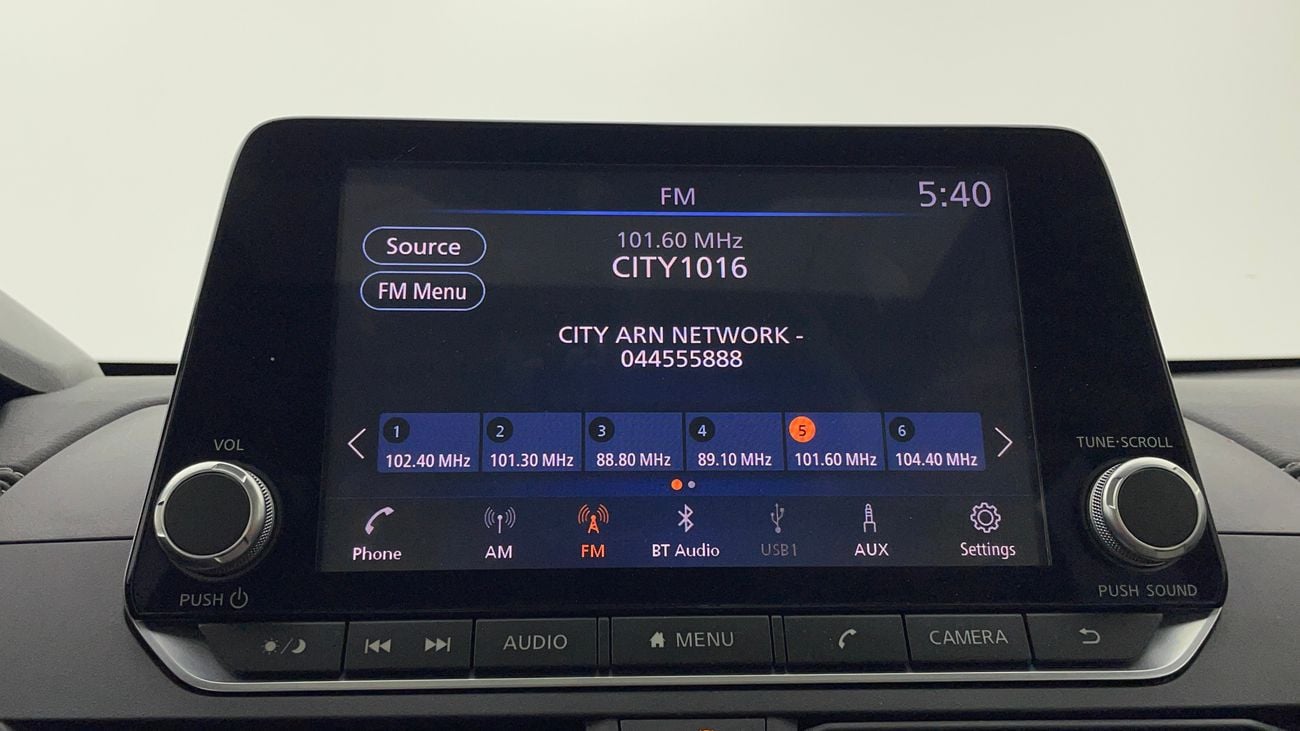 FM
5:40
Source
101.60 MHz
CITY1016
FM Menu
CITY ARN NETWORK -
044555888
1
2
3
4
5
6
102.40 MHz
101.30 MHz
88.80 MHz
89.10 MHz
101.60 MHz
104.40 MHz
VOL
TUNE·SCROLL
Phone
AM
FM
BT Audio
USB1
AUX
Settings
PUSH
PUSH SOUND
AUDIO
MENU
CAMERA